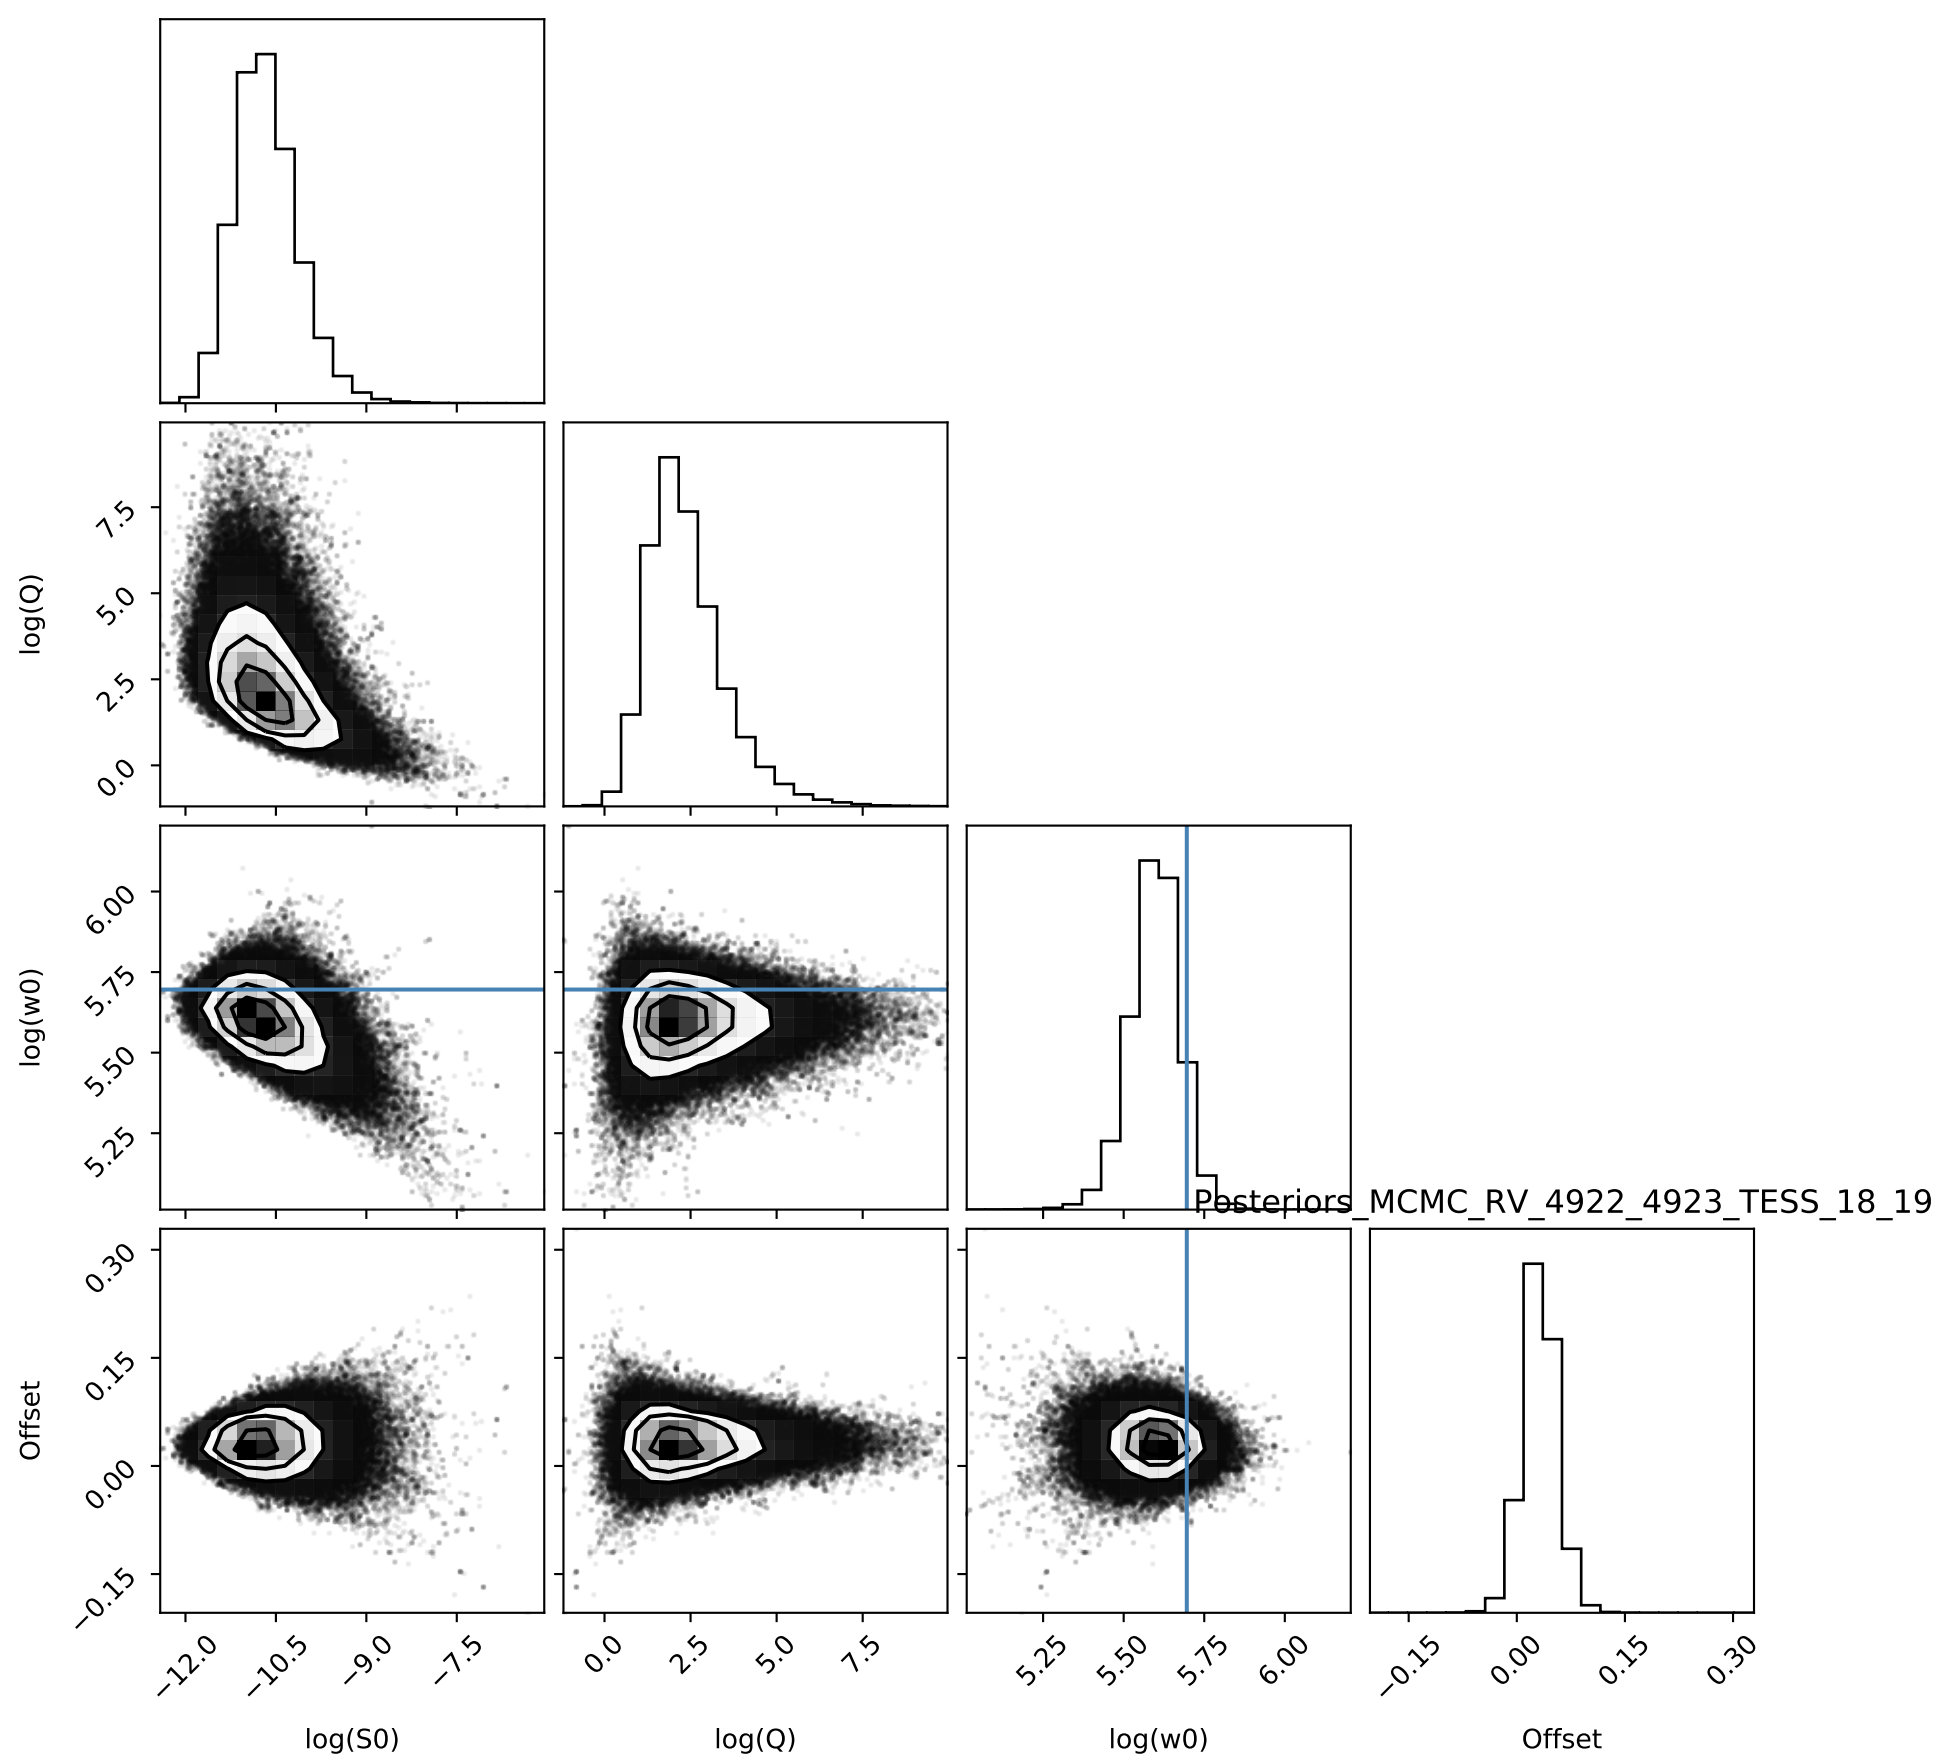 log(Q)
7.5
5.0
2.5
0.0
log(w0)
6.00
5.75
5.50
5.25
Posteriors_MCMC_RV_4922_4923_TESS_18_19
Offset
0.30
0.15
0.00
−0.15
−12.0 −10.5 −9.0 −7.5 0.0 2.5 5.0 7.5 5.25 5.50 5.75 6.00 −0.15 0.00 0.15 0.30
log(S0) log(Q) log(w0) Offset